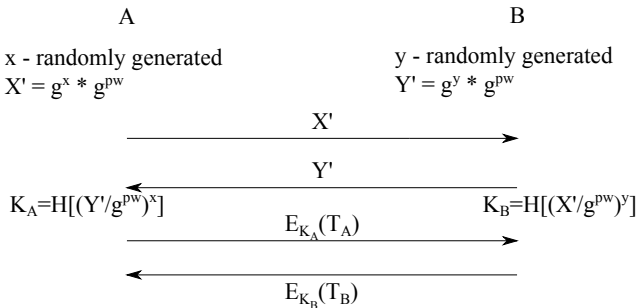 A
B
x - randomly generated
X' = g^x * g^pw
y - randomly generated
Y' = g^y * g^pw
X'
Y'
K_A=H[(Y'/g^pw)^x]
K_B=H[(X'/g^pw)^y]
E_K_A(T_A)
E_K_B(T_B)